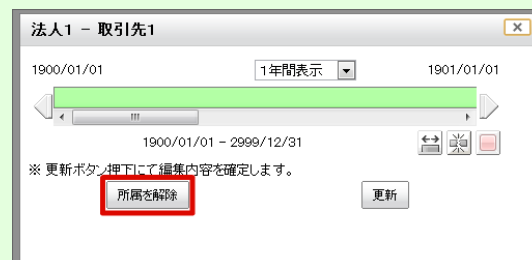 法人1 － 取引先1
1900/01/01 1年間表示 1901/01/01
1900/01/01 － 2999/12/31
※ 更新ボタン押下にて編集内容を確定します。
所属を解除 更新